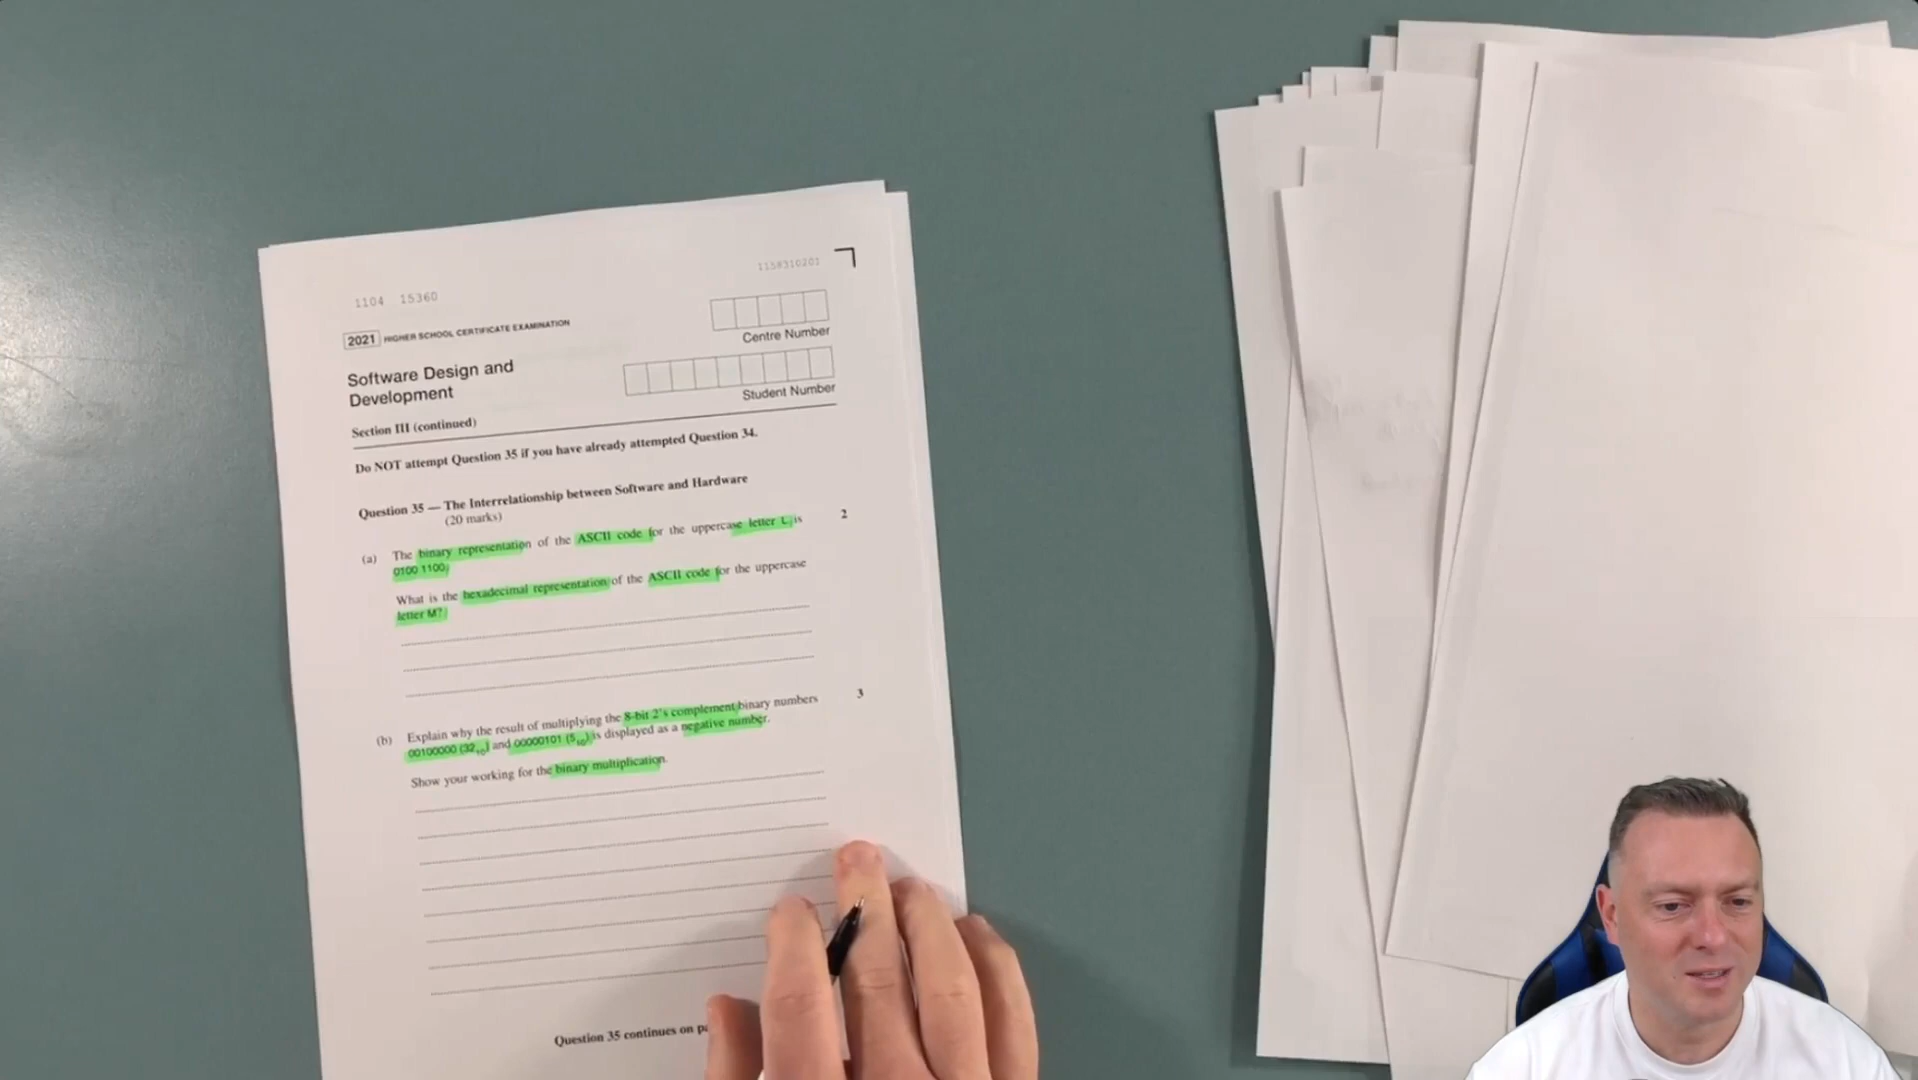 1104 15360
1158310201
2021 HIGHER SCHOOL CERTIFICATE EXAMINATION
Centre Number
Software Design and
Development
Student Number
Section III (continued)
Do NOT attempt Question 35 if you have already attempted Question 34.
Question 35 — The Interrelationship between Software and Hardware
(20 marks)
(a) The binary representation of the ASCII code for the uppercase letter L is 2
0100 1100.
What is the hexadecimal representation of the ASCII code for the uppercase
letter M?
(b) Explain why the result of multiplying the 8-bit 2's complement binary numbers 3
00100000 (32₁₀) and 00000101 (5₁₀) is displayed as a negative number.
Show your working for the binary multiplication.
Question 35 continues on